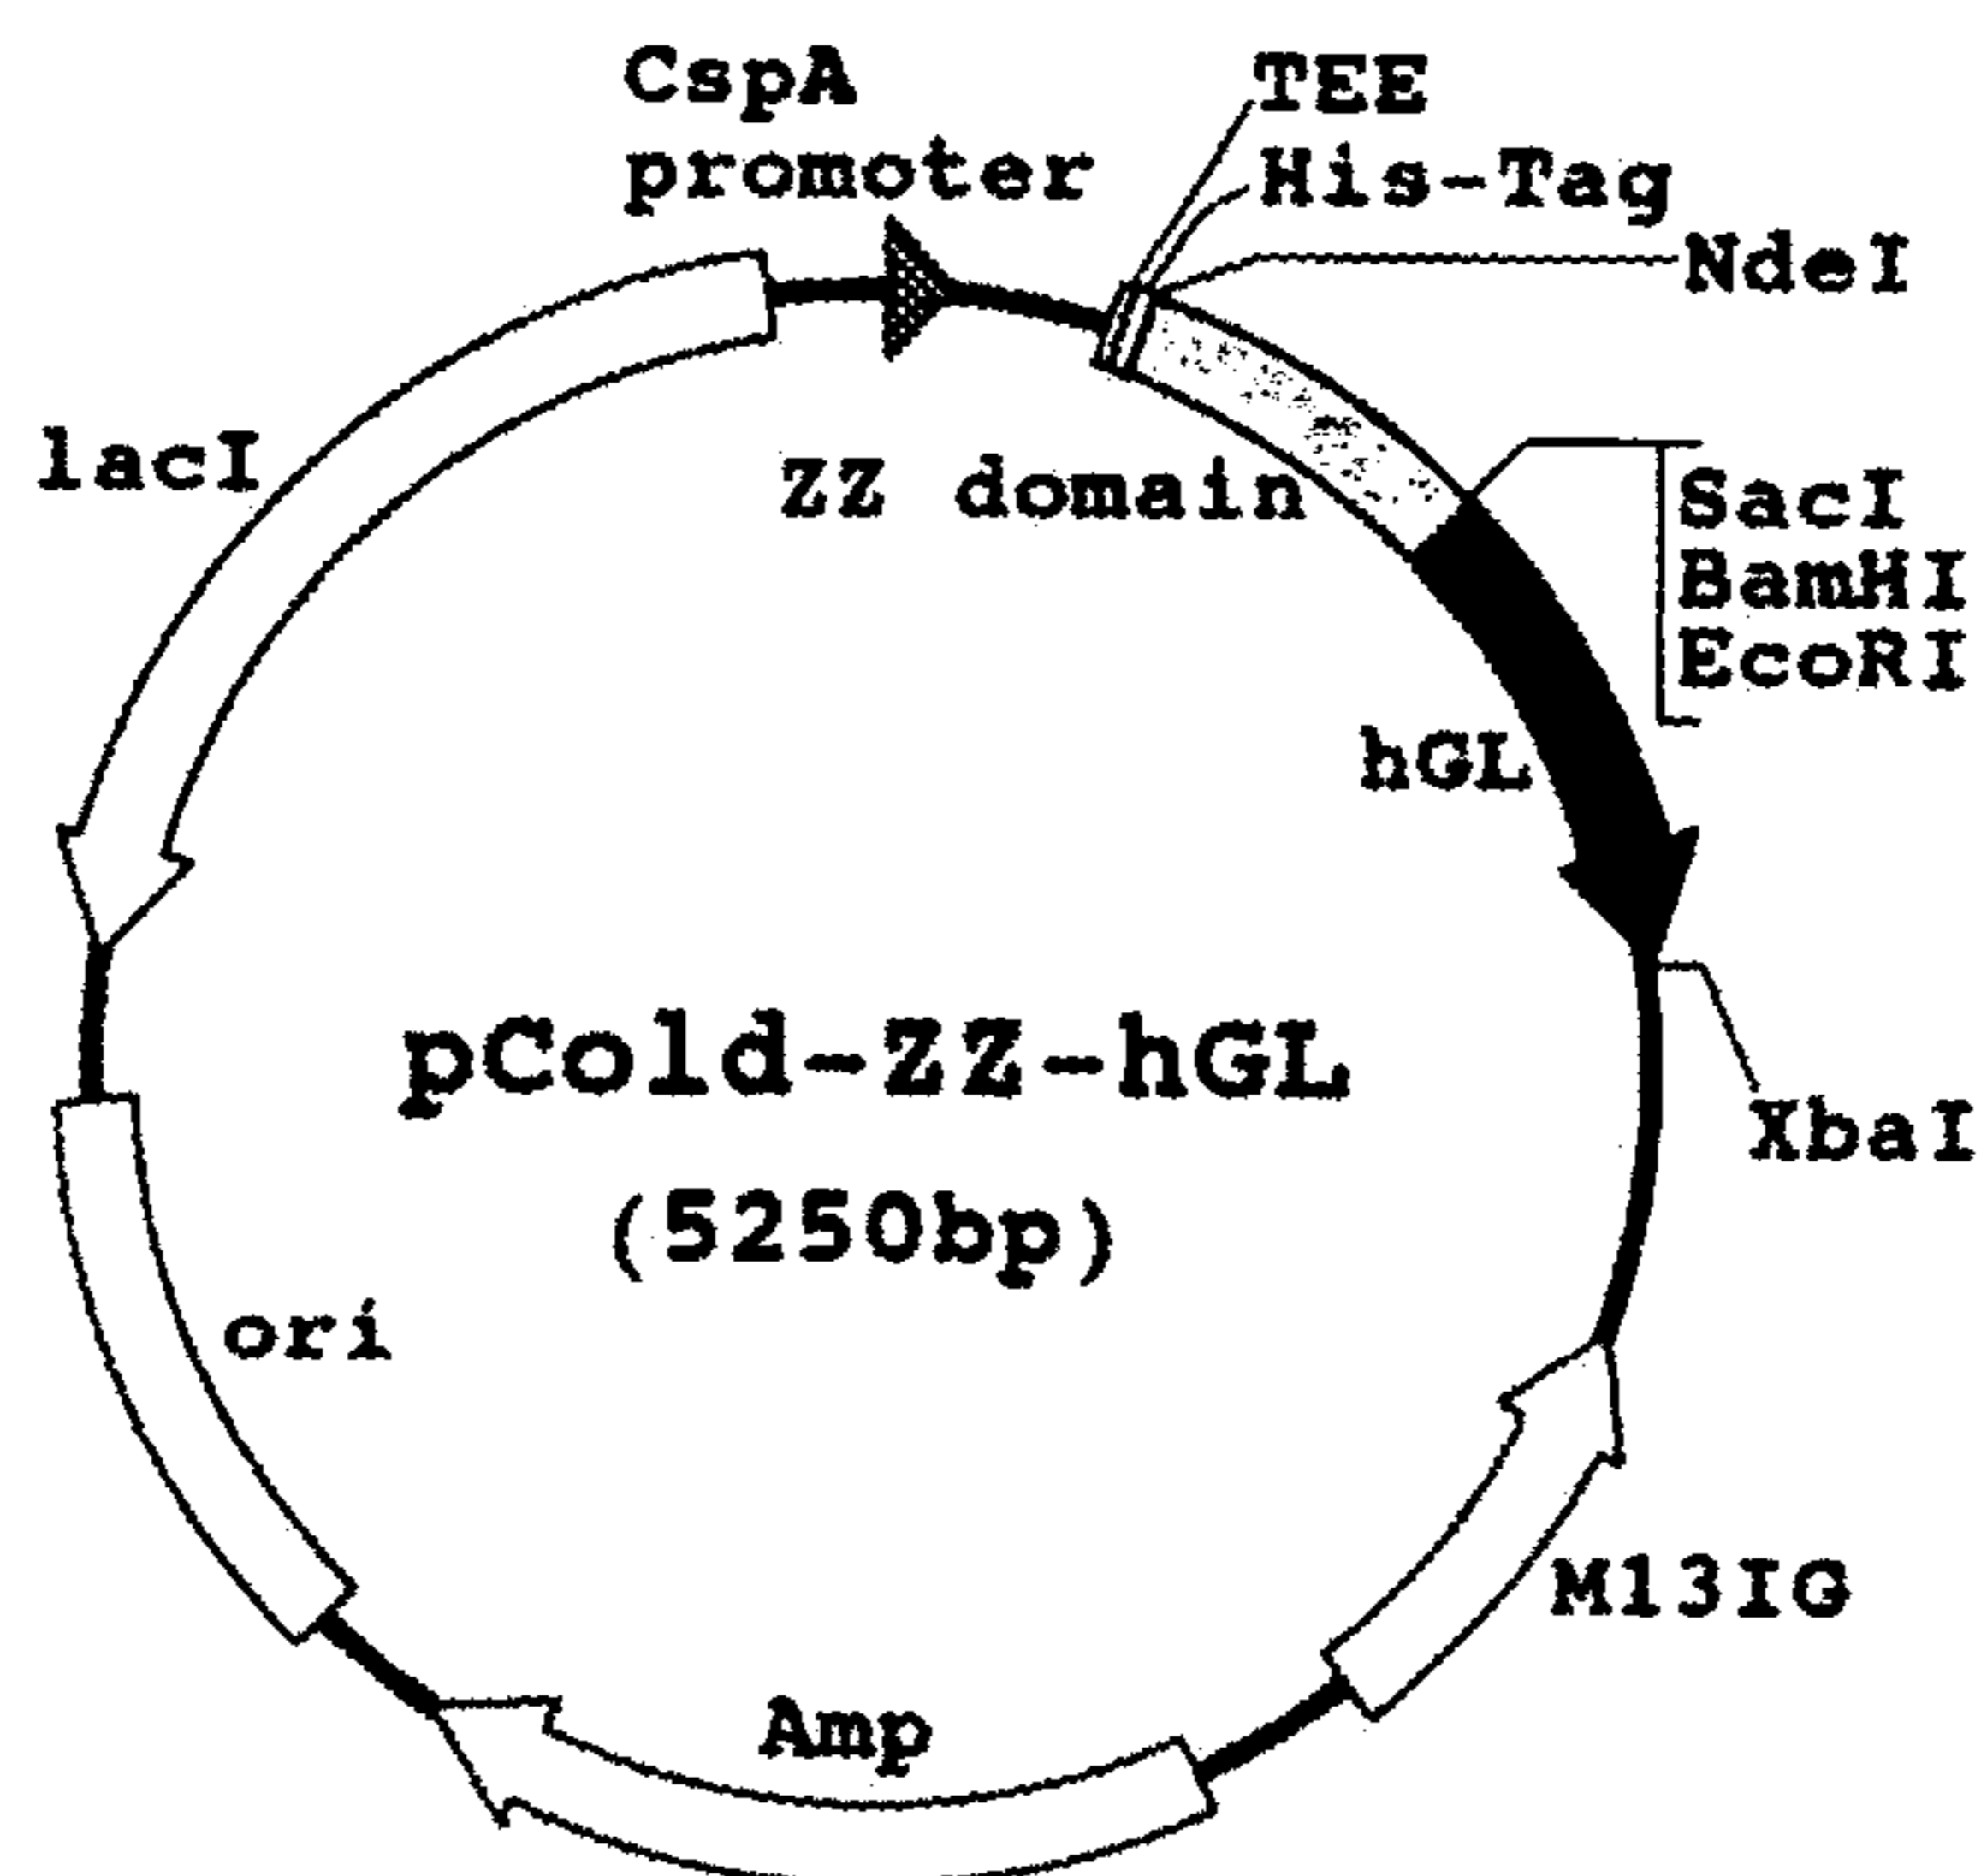 CspA
promoter
TEE
His-Tag
NdeI
lacI
ZZ domain
SacI
BamHI
EcoRI
hGL
pCold-ZZ-hGL
(5250bp)
XbaI
ori
M13IG
Amp